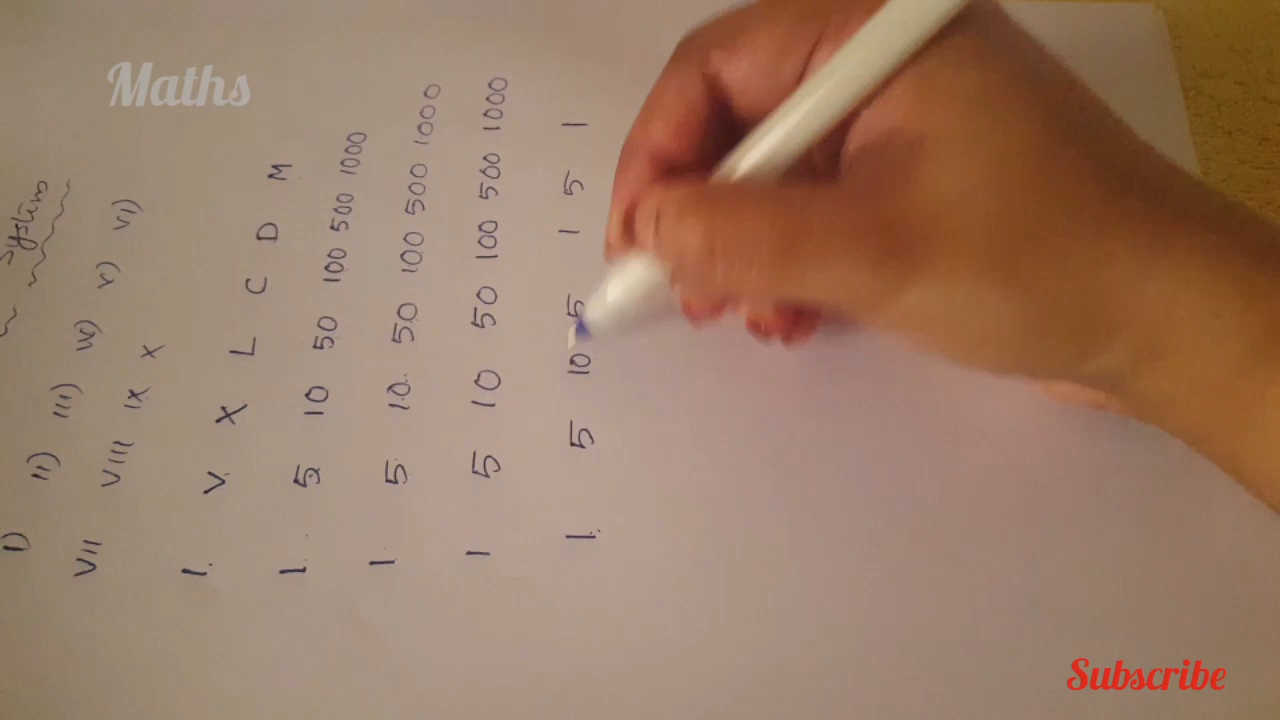 Maths
System
I) II) III) IV) V) VI)
VII VIII IX X
I. V. X L C D M
1. 5 10 50 100 500 1000
1 5 10. 50 100 500 1000
1 5 10 50 100 500 1000
1. 5 10 5 1 5 1
Subscribe